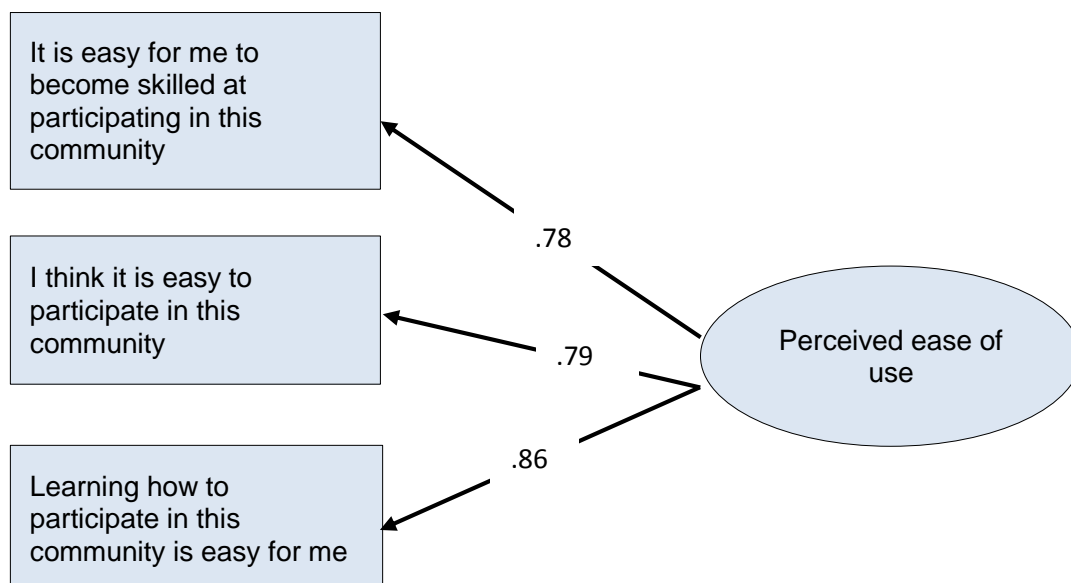 It is easy for me to
become skilled at
participating in this
community
.78
I think it is easy to
participate in this
community
.79
Perceived ease of
use
.86
Learning how to
participate in this
community is easy for me